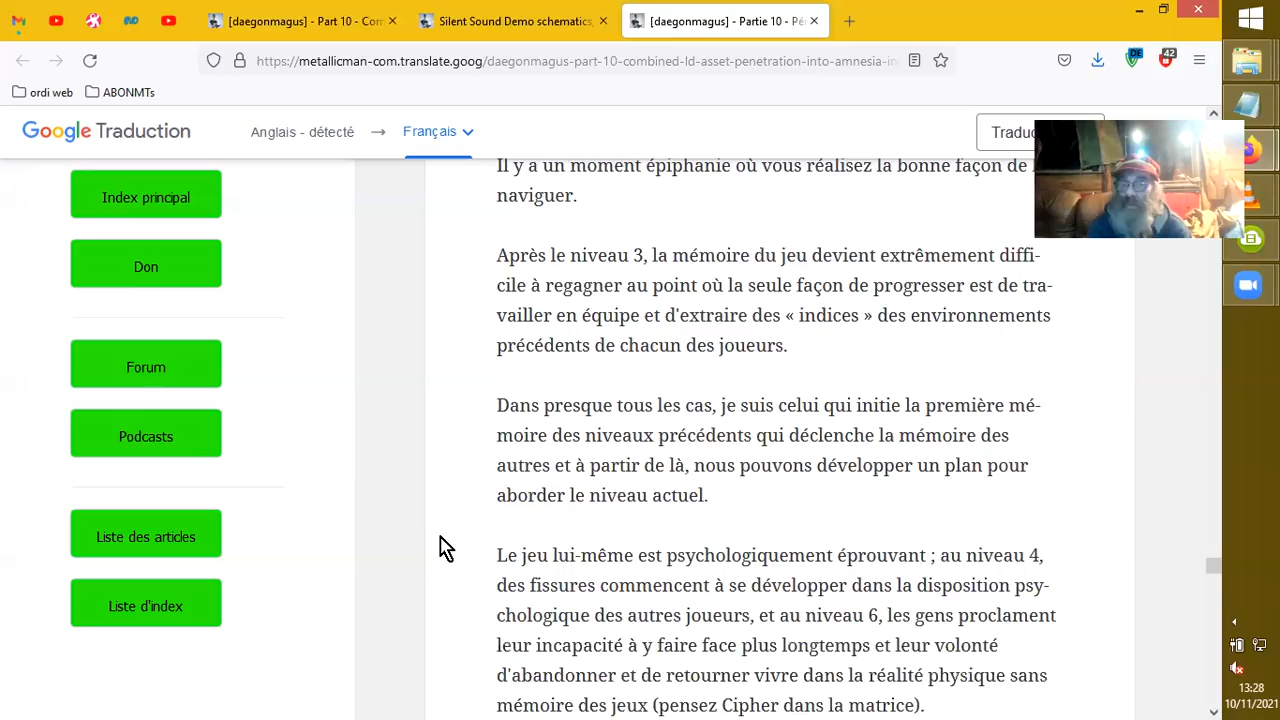 [daegonmagus] - Part 10 - Com
Silent Sound Demo schematics,
[daegonmagus] - Partie 10 - Pé
https://metallicman-com.translate.goog/daegonmagus-part-10-combined-ld-asset-penetration-into-amnesia-in
DE
42
ordi web
ABONMTs
Google Traduction
Anglais - détecté → Français
Traduc
Index principal
Don
Forum
Podcasts
Liste des articles
Liste d'index
Il y a un moment épiphanie où vous réalisez la bonne façon de
naviguer.
Après le niveau 3, la mémoire du jeu devient extrêmement diffi-
cile à regagner au point où la seule façon de progresser est de tra-
vailler en équipe et d'extraire des « indices » des environnements
précédents de chacun des joueurs.
Dans presque tous les cas, je suis celui qui initie la première mé-
moire des niveaux précédents qui déclenche la mémoire des
autres et à partir de là, nous pouvons développer un plan pour
aborder le niveau actuel.
Le jeu lui-même est psychologiquement éprouvant ; au niveau 4,
des fissures commencent à se développer dans la disposition psy-
chologique des autres joueurs, et au niveau 6, les gens proclament
leur incapacité à y faire face plus longtemps et leur volonté
d'abandonner et de retourner vivre dans la réalité physique sans
mémoire des jeux (pensez Cipher dans la matrice).
13:28
10/11/2021